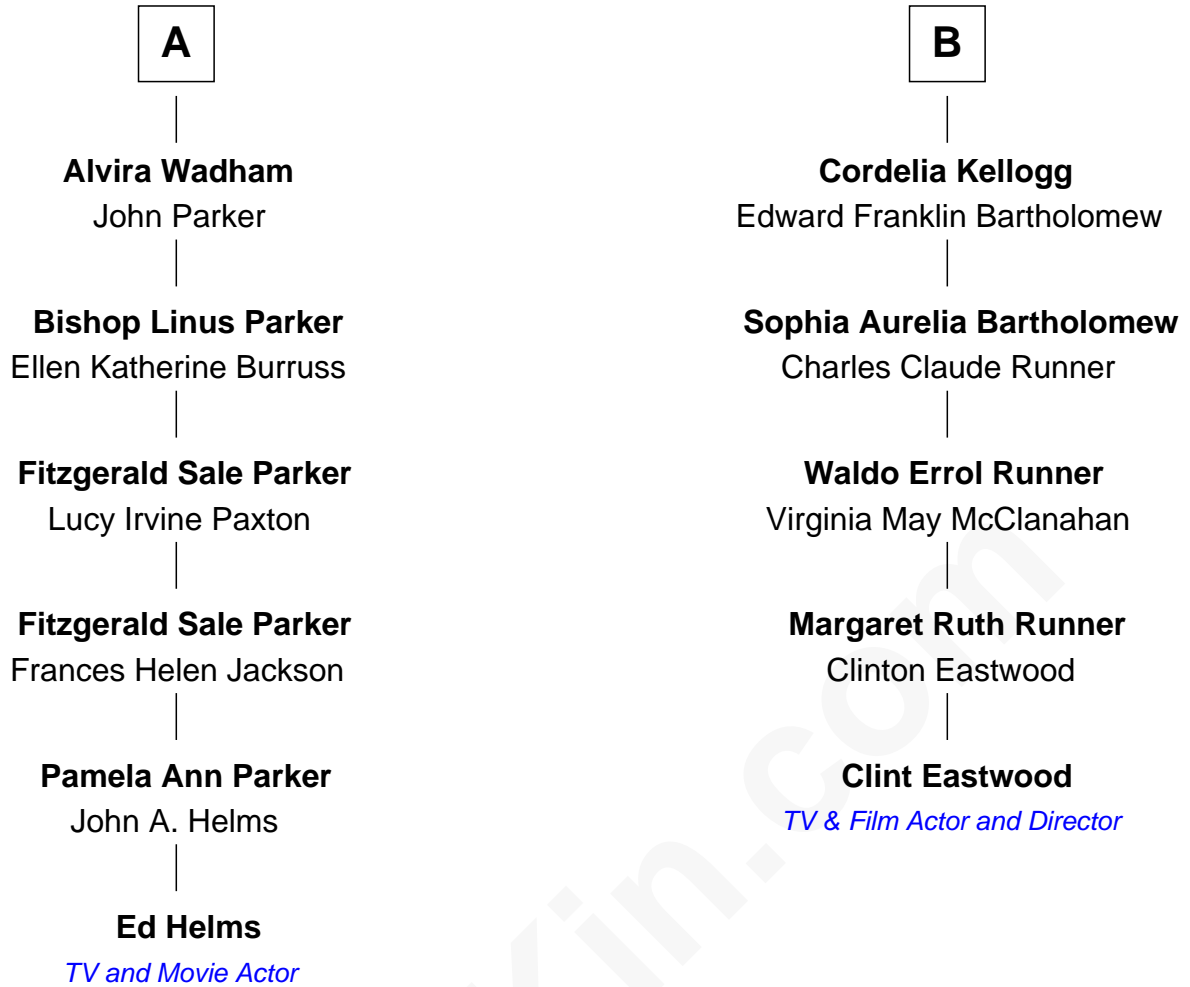 A
Alvira Wadham
John Parker
Bishop Linus Parker
Ellen Katherine Burruss
Fitzgerald Sale Parker
Lucy Irvine Paxton
Fitzgerald Sale Parker
Frances Helen Jackson
Pamela Ann Parker
John A. Helms
Ed Helms
TV and Movie Actor
B
Cordelia Kellogg
Edward Franklin Bartholomew
Sophia Aurelia Bartholomew
Charles Claude Runner
Waldo Errol Runner
Virginia May McClanahan
Margaret Ruth Runner
Clinton Eastwood
Clint Eastwood
TV & Film Actor and Director
Kin.com